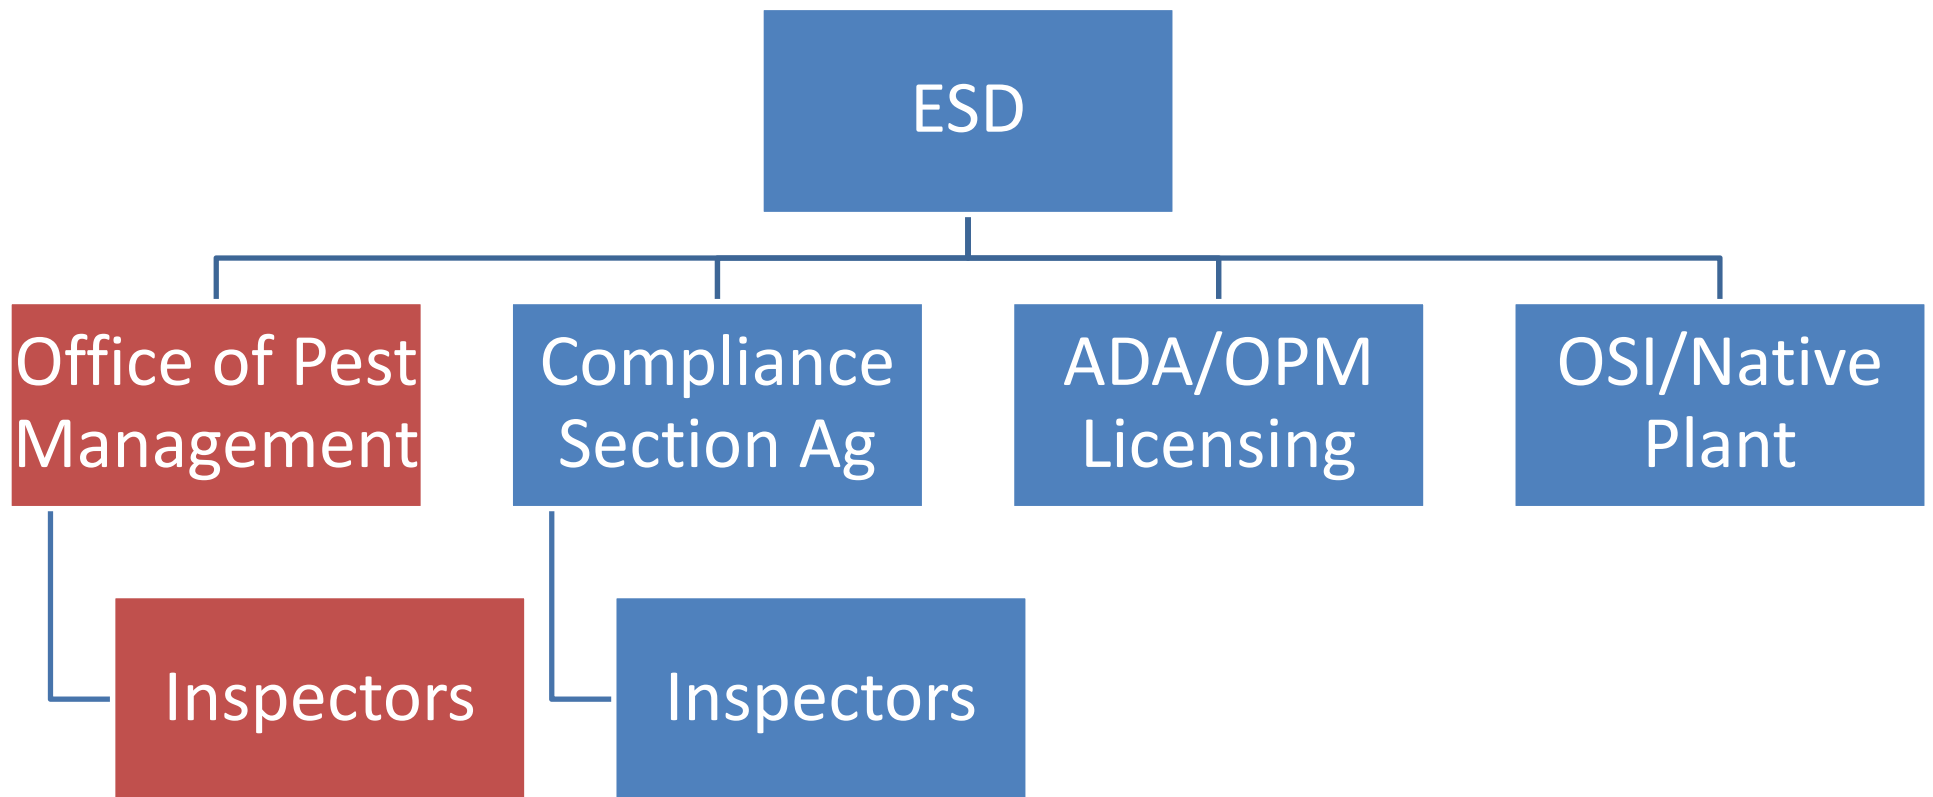 ESD
Office of Pest
Management
Compliance
Section Ag
ADA/OPM
Licensing
OSI/Native
Plant
Inspectors
Inspectors